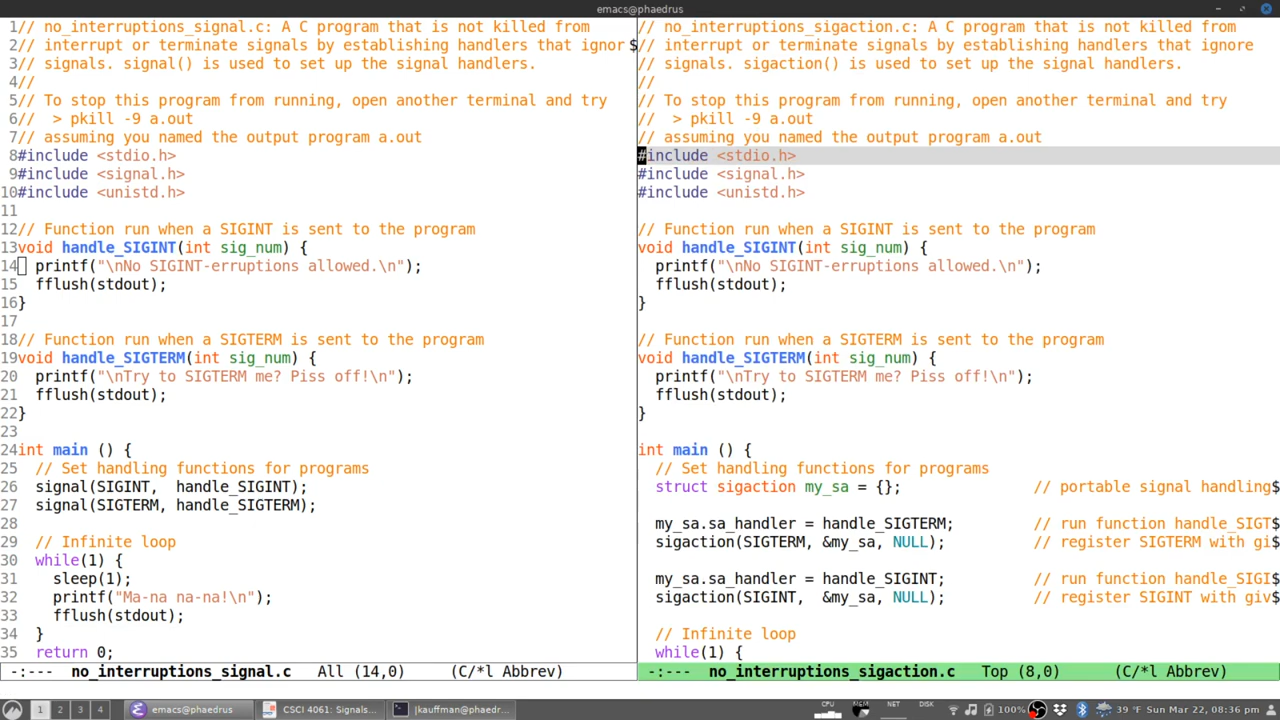 emacs@phaedrus
1// no_interruptions_signal.c: A C program that is not killed from
2// interrupt or terminate signals by establishing handlers that ignor$
3// signals. signal() is used to set up the signal handlers.
4//
5// To stop this program from running, open another terminal and try
6//  > pkill -9 a.out
7// assuming you named the output program a.out
8#include <stdio.h>
9#include <signal.h>
10#include <unistd.h>
11
12// Function run when a SIGINT is sent to the program
13void handle_SIGINT(int sig_num) {
14  printf("\nNo SIGINT-erruptions allowed.\n");
15  fflush(stdout);
16}
17
18// Function run when a SIGTERM is sent to the program
19void handle_SIGTERM(int sig_num) {
20  printf("\nTry to SIGTERM me? Piss off!\n");
21  fflush(stdout);
22}
23
24int main () {
25  // Set handling functions for programs
26  signal(SIGINT,  handle_SIGINT);
27  signal(SIGTERM, handle_SIGTERM);
28
29  // Infinite loop
30  while(1) {
31    sleep(1);
32    printf("Ma-na na-na!\n");
33    fflush(stdout);
34  }
35  return 0;
-:---  no_interruptions_signal.c   All (14,0)     (C/*l Abbrev)
// no_interruptions_sigaction.c: A C program that is not killed from
// interrupt or terminate signals by establishing handlers that ignore
// signals. sigaction() is used to set up the signal handlers.
//
// To stop this program from running, open another terminal and try
//  > pkill -9 a.out
// assuming you named the output program a.out
#include <stdio.h>
#include <signal.h>
#include <unistd.h>
// Function run when a SIGINT is sent to the program
void handle_SIGINT(int sig_num) {
  printf("\nNo SIGINT-erruptions allowed.\n");
  fflush(stdout);
}
// Function run when a SIGTERM is sent to the program
void handle_SIGTERM(int sig_num) {
  printf("\nTry to SIGTERM me? Piss off!\n");
  fflush(stdout);
}
int main () {
  // Set handling functions for programs
  struct sigaction my_sa = {};               // portable signal handling$
  my_sa.sa_handler = handle_SIGTERM;         // run function handle_SIGT$
  sigaction(SIGTERM, &my_sa, NULL);          // register SIGTERM with gi$
  my_sa.sa_handler = handle_SIGINT;          // run function handle_SIGI$
  sigaction(SIGINT,  &my_sa, NULL);          // register SIGINT with giv$
  // Infinite loop
  while(1) {
-:---  no_interruptions_sigaction.c   Top (8,0)      (C/*l Abbrev)
1 2 3 4 emacs@phaedrus CSCI 4061: Signals... [kauffman@phaedr... CPU MEM NET DISK 100% 39 °F Sun Mar 22, 08:36 pm